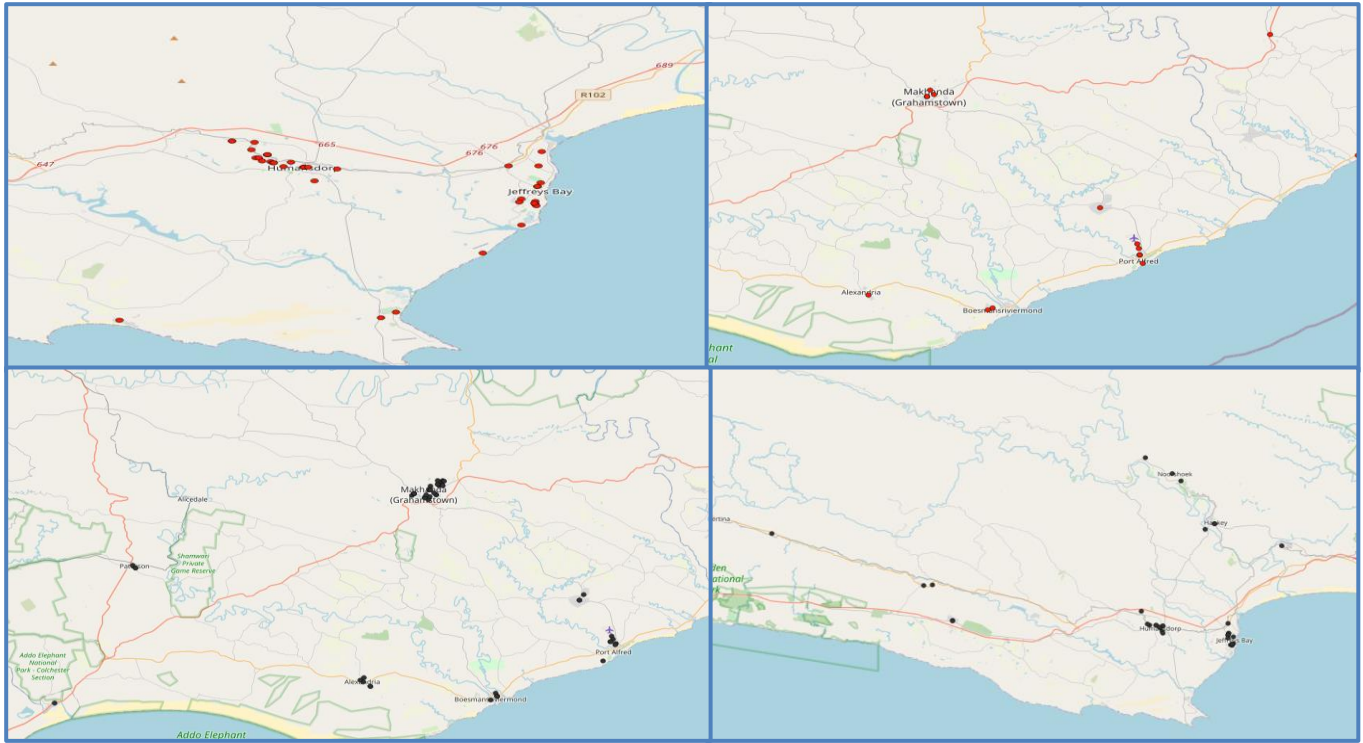 689
R102
676
676
665
647
Humansdorp
Jeffreys Bay
Makhanda
(Grahamstown)
Port Alfred
Alexandria
Boesmansriviermond
Makhanda
(Grahamstown)
Alicedale
Shamwari
Private
Game Reserve
Paterson
Addo Elephant
National
Park - Colchester
Section
Port Alfred
Alexandria
Boesmansriviermond
Addo Elephant
Hankey
National
Humansdorp
Jeffreys Bay